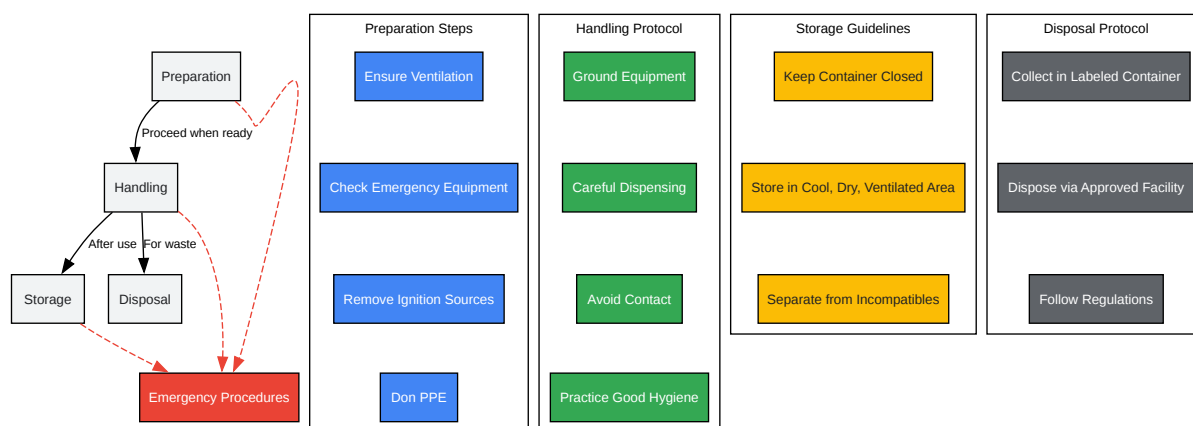 Preparation
Proceed when ready
Handling
After use
For waste
Storage
Disposal
Emergency Procedures
Preparation Steps
Ensure Ventilation
Check Emergency Equipment
Remove Ignition Sources
Don PPE
Handling Protocol
Ground Equipment
Careful Dispensing
Avoid Contact
Practice Good Hygiene
Storage Guidelines
Keep Container Closed
Store in Cool, Dry, Ventilated Area
Separate from Incompatibles
Disposal Protocol
Collect in Labeled Container
Dispose via Approved Facility
Follow Regulations